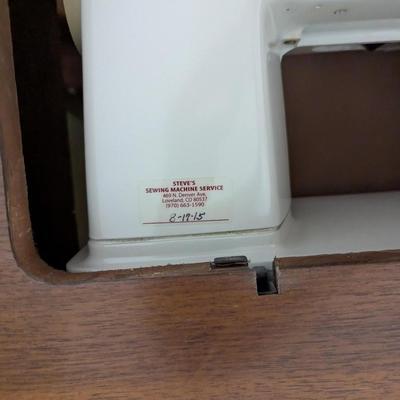 STEVE'S
SEWING MACHINE SERVICE
469 N. Denver Ave.
Loveland, CO 80537
(970) 663-1590
8-19-15